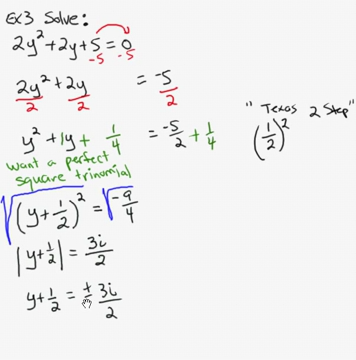 Ex3 Solve:
2y² + 2y + 5 = 0
-5 -5
2y² + 2y = -5
2 2 2
y² + 1y + 1/4 = -5/2 + 1/4
want a perfect
square trinomial
"Texas 2 Step"
(1/2)²
√(y + 1/2)² = √-9/4
|y + 1/2| = 3i/2
y + 1/2 = ± 3i/2